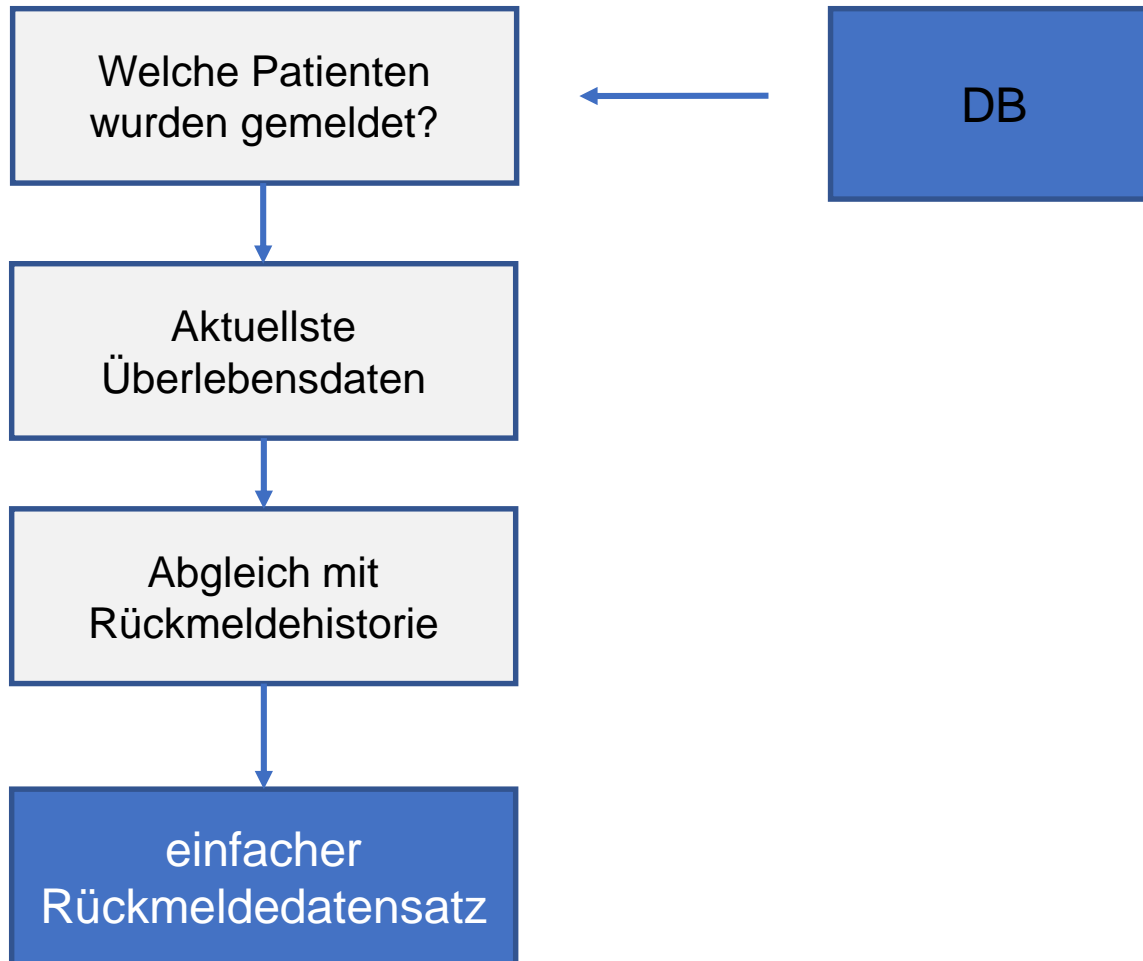 Welche Patienten
wurden gemeldet?
DB
Aktuellste
Überlebensdaten
Abgleich mit
Rückmeldehistorie
einfacher
Rückmeldedatensatz